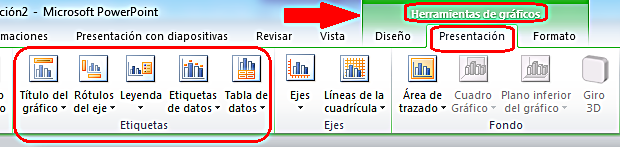 ción2 - Microsoft PowerPoint
Herramientas de gráficos
maciones Presentación con diapositivas Revisar Vista Diseño Presentación Formato
Título del gráfico
Rótulos del eje
Leyenda
Etiquetas de datos
Tabla de datos
Etiquetas
Ejes
Líneas de la cuadrícula
Ejes
Área de trazado
Cuadro Gráfico
Plano inferior del gráfico
Giro 3D
Fondo